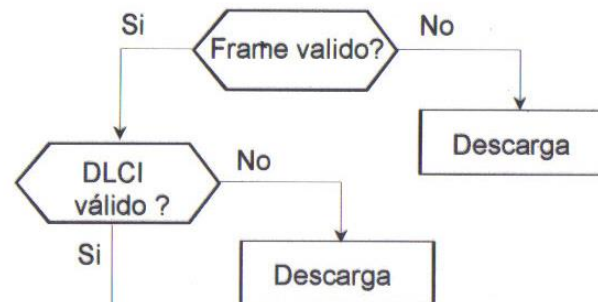 Si
Frame valido?
No
Descarga
DLCI
válido ?
No
Si
Descarga